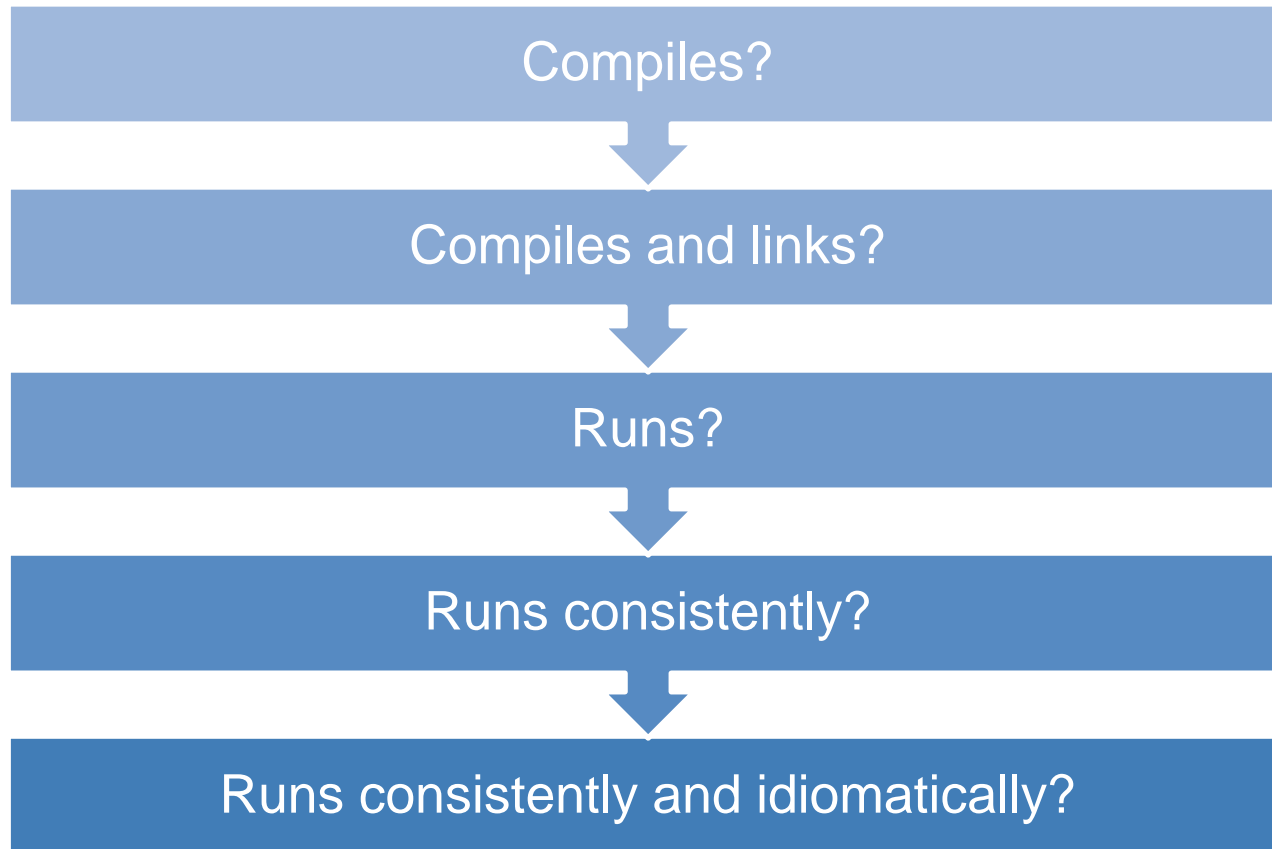 Compiles?
Compiles and links?
Runs?
Runs consistently?
Runs consistently and idiomatically?